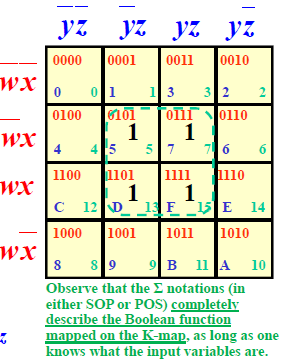 y̅z̅ y̅z yz yz̅
w̅x̅ 0000 0001 0011 0010
0 0 1 1 3 3 2 2
w̅x 0100 0101 0111 0110
1 1
4 4 5 5 7 7 6 6
wx 1100 1101 1111 1110
1 1
C 12 D 13 F 15 E 14
wx̅ 1000 1001 1011 1010
8 8 9 9 B 11 A 10
Observe that the Σ notations (in
either SOP or POS) completely
describe the Boolean function
z mapped on the K-map, as long as one
knows what the input variables are.